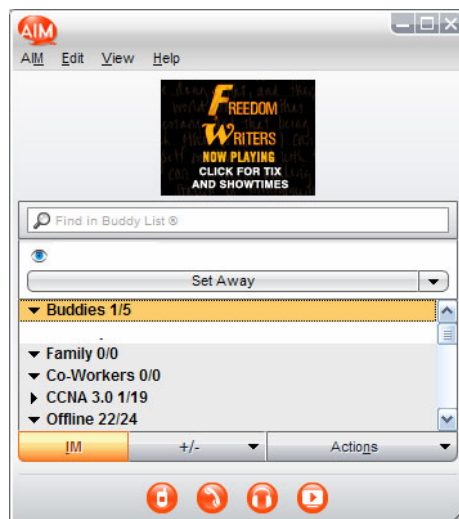 AIM
AIM Edit View Help
FREEDOM
WRITERS
NOW PLAYING
CLICK FOR TIX
AND SHOWTIMES
Find in Buddy List ®
Set Away
Buddies 1/5
Family 0/0
Co-Workers 0/0
CCNA 3.0 1/19
Offline 22/24
IM +/- Actions